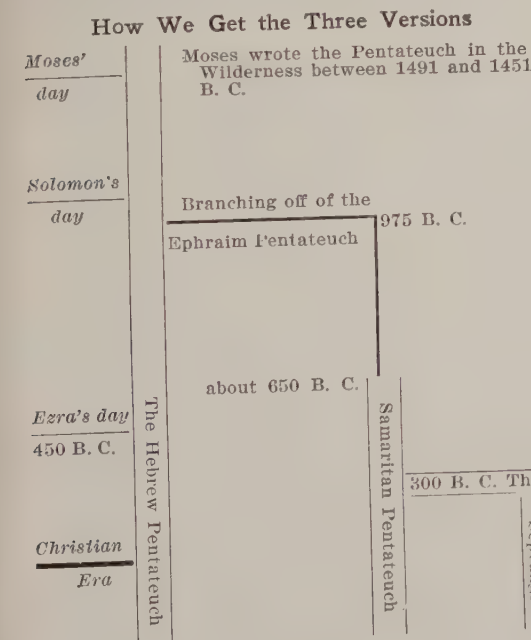 How We Get the Three Versions
Moses'
day
Moses wrote the Pentateuch in the
Wilderness between 1491 and 1451
B. C.
Solomon's
day
Branching off of the
975 B. C.
Ephraim Pentateuch
about 650 B. C.
Ezra's day
450 B. C.
The Hebrew Pentateuch
Samaritan Pentateuch
300 B. C. Th
Christian
Era